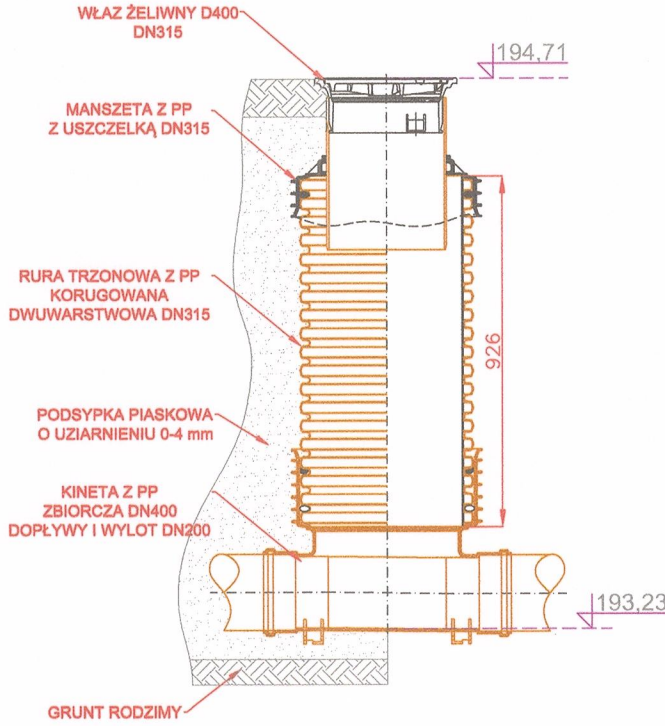 WŁAZ ŻELIWNY D400
DN315
194,71
MANSZETA Z PP
Z USZCZELKĄ DN315
RURA TRZONOWA Z PP
KORUGOWANA
DWUWARSTWOWA DN315
926
PODSYPKA PIASKOWA
O UZIARNIENIU 0-4 mm
KINETA Z PP
ZBIORCZA DN400
DOPŁYWY I WYLOT DN200
193,23
GRUNT RODZIMY